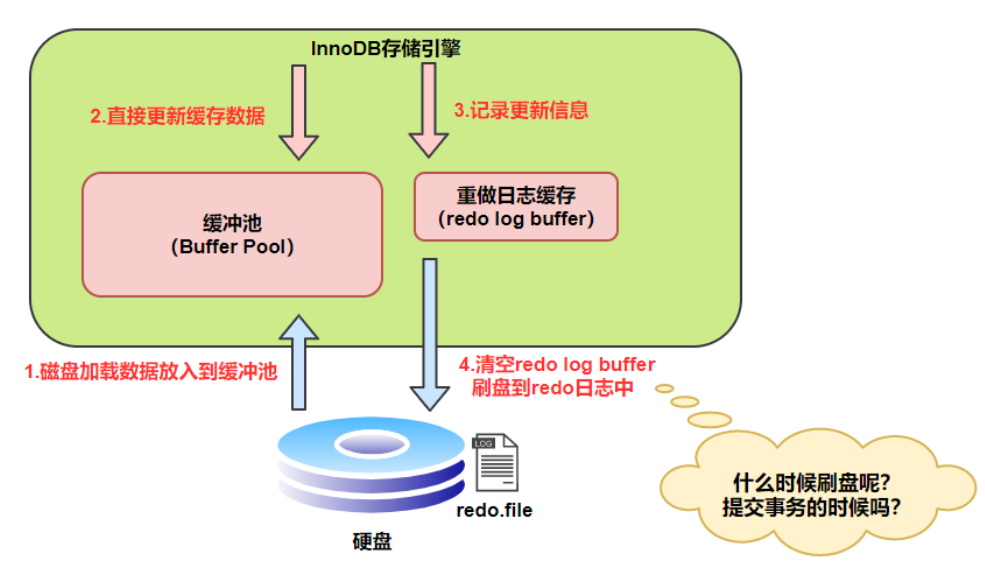 InnoDB存储引擎
2.直接更新缓存数据
3.记录更新信息
缓冲池
（Buffer Pool）
重做日志缓存
（redo log buffer）
1.磁盘加载数据放入到缓冲池
4.清空redo log buffer
刷盘到redo日志中
LOG
redo.file
硬盘
什么时候刷盘呢？
提交事务的时候吗？